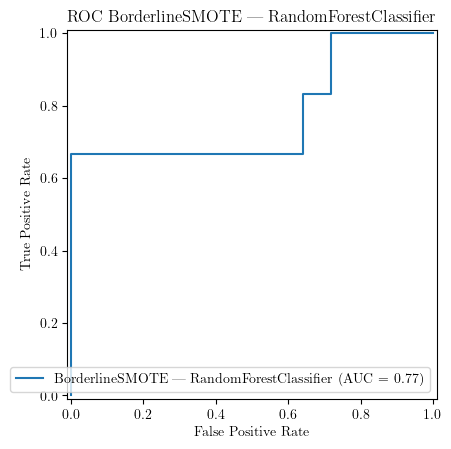 ROC BorderlineSMOTE — RandomForestClassifier
1.0
0.8
0.6
0.4
0.2
0.0
True Positive Rate
BorderlineSMOTE — RandomForestClassifier (AUC = 0.77)
0.0 0.2 0.4 0.6 0.8 1.0
False Positive Rate